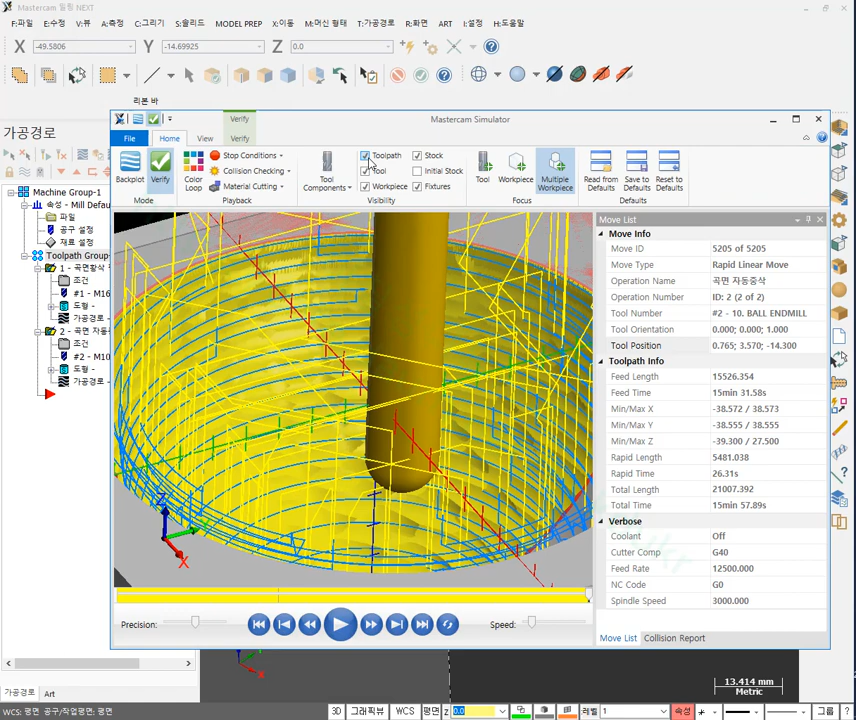 Mastercam 밀링 NEXT
F:파일 E:수정 V:뷰 A:측정 C:그리기 S:솔리드 MODEL PREP X:이동 M:머신 형태 T:가공경로 R:화면 ART I:설정 H:도움말
X -49.5806 Y -14.69925 Z 0.0
리본 바
가공경로
Mastercam Simulator
Verify
File Home View Verify
Backplot Verify
Mode
Color Loop
Stop Conditions
Collision Checking
Material Cutting
Playback
Tool Components
Toolpath Stock
Tool Initial Stock
Workpiece Fixtures
Visibility
Tool Workpiece Multiple Workpiece
Focus
Read from Defaults Save to Defaults Reset to Defaults
Defaults
Machine Group-1
속성 - Mill Defau
파일
공구 설정
재료 설정
Toolpath Group-
1 - 곡면황삭
조건
#1 - M16
도형 -
가공경로
2 - 곡면 자동
조건
#2 - M10
도형 -
가공경로
Move List
Move Info
Move ID 5205 of 5205
Move Type Rapid Linear Move
Operation Name 곡면 자동중삭
Operation Number ID: 2 (2 of 2)
Tool Number #2 - 10. BALL ENDMILL
Tool Orientation 0.000; 0.000; 1.000
Tool Position 0.765; 3.570; -14.300
Toolpath Info
Feed Length 15526.354
Feed Time 15min 31.58s
Min/Max X -38.572 / 38.573
Min/Max Y -38.555 / 38.555
Min/Max Z -39.300 / 27.500
Rapid Length 5481.038
Rapid Time 26.31s
Total Length 21007.392
Total Time 15min 57.89s
Verbose
Coolant Off
Cutter Comp G40
Feed Rate 12500.000
NC Code G0
Spindle Speed 3000.000
Z
X
Precision: Speed:
Move List Collision Report
가공경로 Art
13.414 mm
Metric
WCS: 평면 공구/작업평면: 평면
3D 그래픽뷰 WCS 평면 Z 0.0 레벨 1 속성 그룹 ?